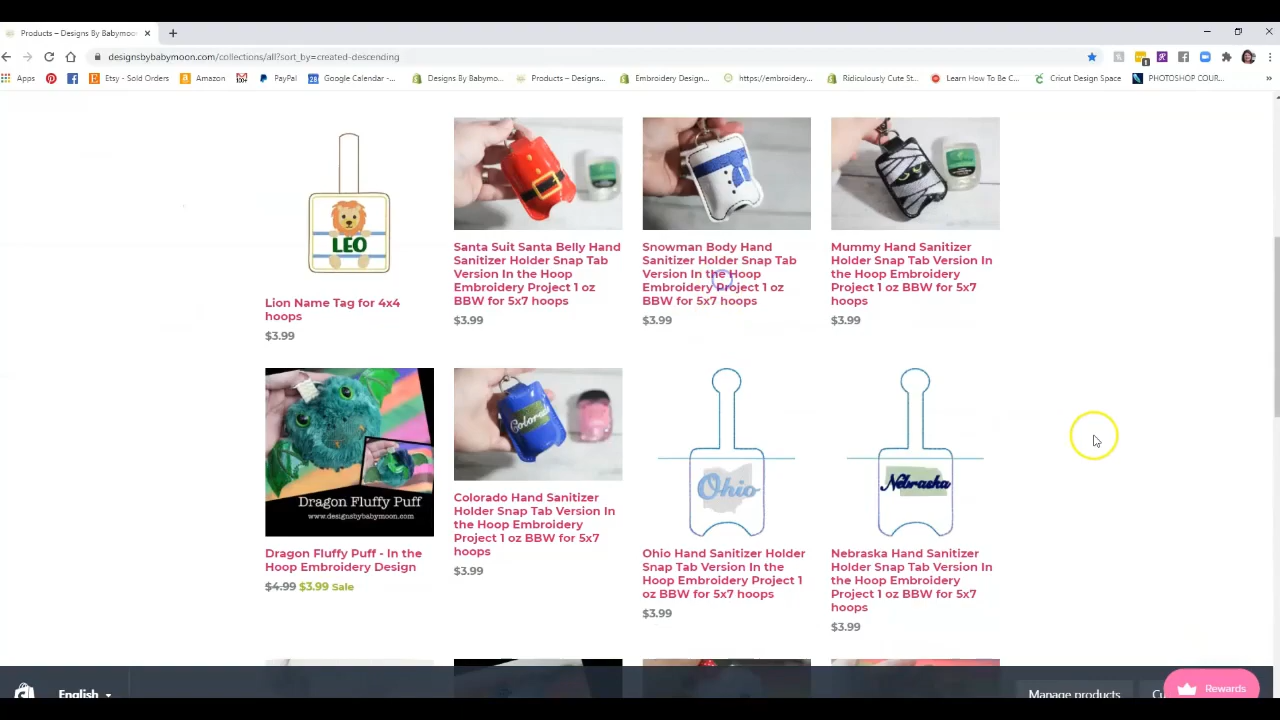 Products – Designs By Babymoo
designsbybabymoon.com/collections/all?sort_by=created-descending
Apps
Etsy - Sold Orders
Amazon
PayPal
Google Calendar -...
Designs By Babymo...
Products – Designs...
Embroidery Design...
https://embroidery...
Ridiculously Cute St...
Learn How To Be C...
Cricut Design Space
PHOTOSHOP COUR...
»
LEO
Lion Name Tag for 4x4
hoops
$3.99
Santa Suit Santa Belly Hand
Sanitizer Holder Snap Tab
Version In the Hoop
Embroidery Project 1 oz
BBW for 5x7 hoops
$3.99
Snowman Body Hand
Sanitizer Holder Snap Tab
Version In the Hoop
Embroidery Project 1 oz
BBW for 5x7 hoops
$3.99
Mummy Hand Sanitizer
Holder Snap Tab Version In
the Hoop Embroidery
Project 1 oz BBW for 5x7
hoops
$3.99
Dragon Fluffy Puff
www.designsbybabymoon.com
Dragon Fluffy Puff - In the
Hoop Embroidery Design
$4.99 $3.99 Sale
Colorado
Colorado Hand Sanitizer
Holder Snap Tab Version In
the Hoop Embroidery
Project 1 oz BBW for 5x7
hoops
$3.99
Ohio
Ohio Hand Sanitizer Holder
Snap Tab Version In the
Hoop Embroidery Project 1
oz BBW for 5x7 hoops
$3.99
Nebraska
Nebraska Hand Sanitizer
Holder Snap Tab Version In
the Hoop Embroidery
Project 1 oz BBW for 5x7
hoops
$3.99
English
Manage products
Rewards